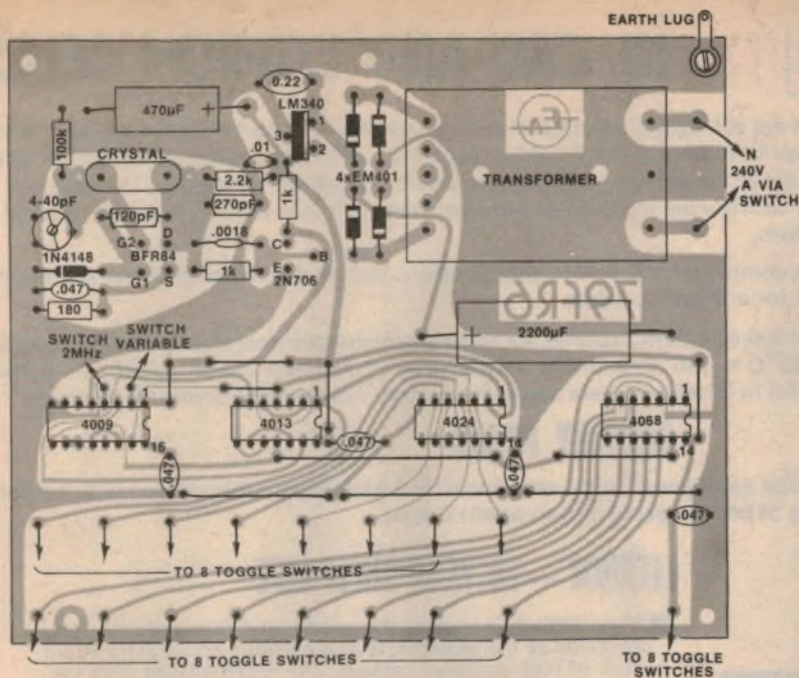 EARTH LUG
0.22
LM340
470µF +
1
3
2
100k
.01
CRYSTAL
2.2k
1k
4xEM401
EA
TRANSFORMER
N
240V
A VIA
SWITCH
4-40pF
120pF
270pF
G2
D
.0018
C
B
1N4148
BFR84
.047
G1
S
1k
E
2N706
180
79FR6
+ 2200µF
SWITCH
2MHz
SWITCH
VARIABLE
1
1
1
1
4009
4013
4024
4068
16
.047
14
14
.047
.047
.047
TO 8 TOGGLE SWITCHES
TO 8 TOGGLE SWITCHES
TO 8 TOGGLE
SWITCHES